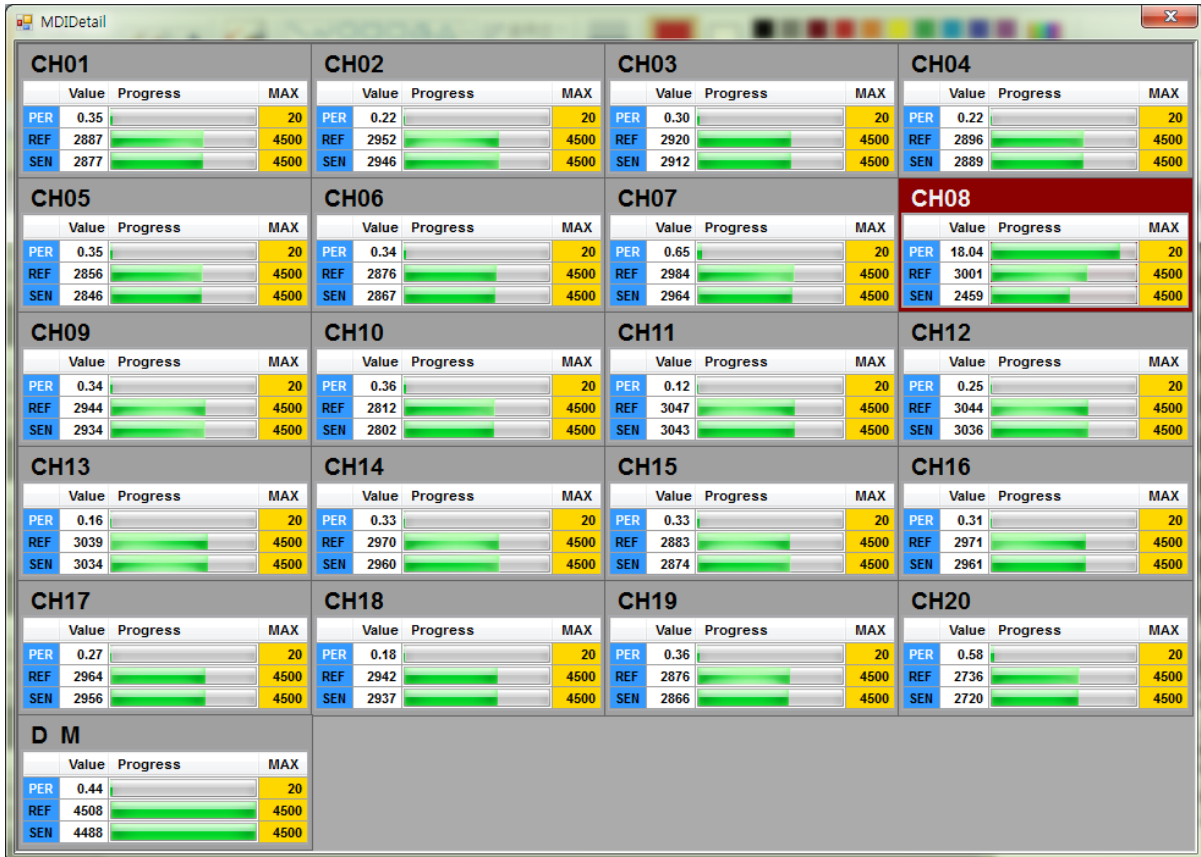 MDIDetail
CH01 CH02 CH03 CH04
Value Progress MAX Value Progress MAX Value Progress MAX Value Progress MAX
PER 0.35 20 PER 0.22 20 PER 0.30 20 PER 0.22 20
REF 2887 4500 REF 2952 4500 REF 2920 4500 REF 2896 4500
SEN 2877 4500 SEN 2946 4500 SEN 2912 4500 SEN 2889 4500
CH05 CH06 CH07 CH08
Value Progress MAX Value Progress MAX Value Progress MAX Value Progress MAX
PER 0.35 20 PER 0.34 20 PER 0.65 20 PER 18.04 20
REF 2856 4500 REF 2876 4500 REF 2984 4500 REF 3001 4500
SEN 2846 4500 SEN 2867 4500 SEN 2964 4500 SEN 2459 4500
CH09 CH10 CH11 CH12
Value Progress MAX Value Progress MAX Value Progress MAX Value Progress MAX
PER 0.34 20 PER 0.36 20 PER 0.12 20 PER 0.25 20
REF 2944 4500 REF 2812 4500 REF 3047 4500 REF 3044 4500
SEN 2934 4500 SEN 2802 4500 SEN 3043 4500 SEN 3036 4500
CH13 CH14 CH15 CH16
Value Progress MAX Value Progress MAX Value Progress MAX Value Progress MAX
PER 0.16 20 PER 0.33 20 PER 0.33 20 PER 0.31 20
REF 3039 4500 REF 2970 4500 REF 2883 4500 REF 2971 4500
SEN 3034 4500 SEN 2960 4500 SEN 2874 4500 SEN 2961 4500
CH17 CH18 CH19 CH20
Value Progress MAX Value Progress MAX Value Progress MAX Value Progress MAX
PER 0.27 20 PER 0.18 20 PER 0.36 20 PER 0.58 20
REF 2964 4500 REF 2942 4500 REF 2876 4500 REF 2736 4500
SEN 2956 4500 SEN 2937 4500 SEN 2866 4500 SEN 2720 4500
D M
Value Progress MAX
PER 0.44 20
REF 4508 4500
SEN 4488 4500